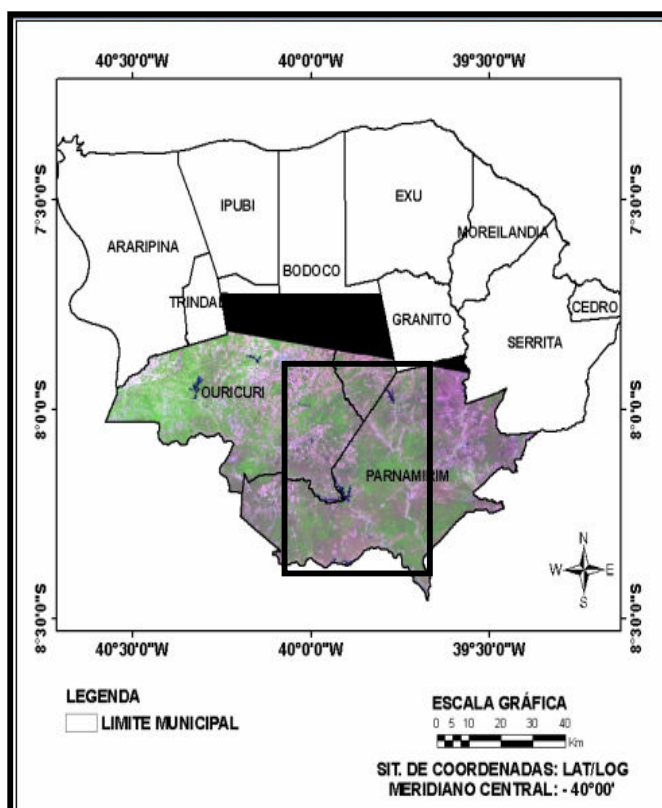 40°30'0"W 40°0'0"W 39°30'0"W
7°30'0"S 7°30'0"S
EXU
IPUBI
MOREILANDIA
ARARIPINA
BODOCO
TRINDAD
CEDRO
GRANITO
SERRITA
OURICURI
8°0'0"S 8°0'0"S
PARNAMIRIM
N
W E
S
8°30'0"S 8°30'0"S
40°30'0"W 40°0'0"W 39°30'0"W
LEGENDA
LIMITE MUNICIPAL
ESCALA GRÁFICA
0 5 10 20 30 40
Km
SIT. DE COORDENADAS: LAT/LOG
MERIDIANO CENTRAL: - 40°00'